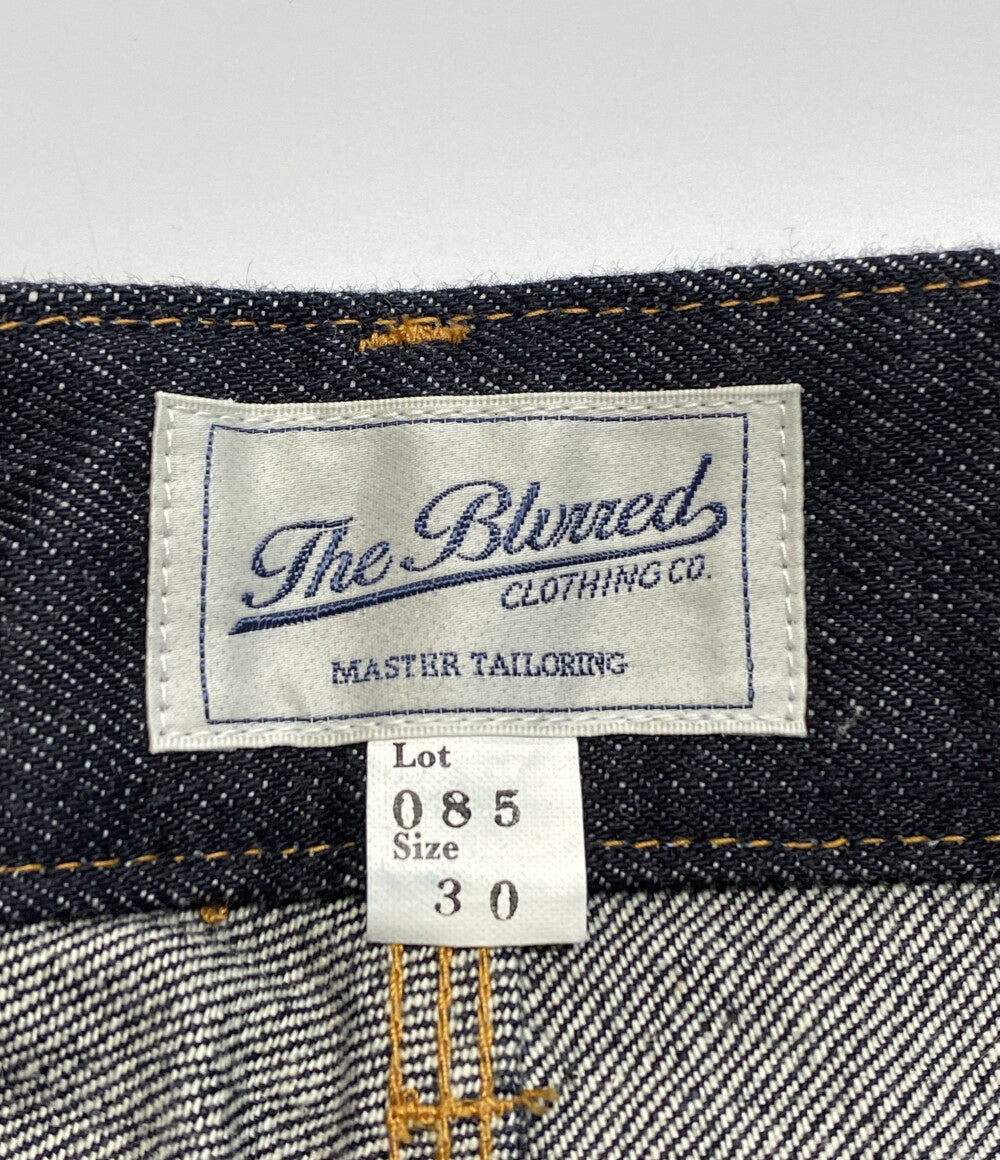 The Blurred
CLOTHING CO.
MASTER TAILORING
Lot
085
Size
30